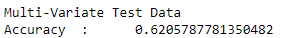 Multi-Variate Test Data
Accuracy  :      0.6205787781350482